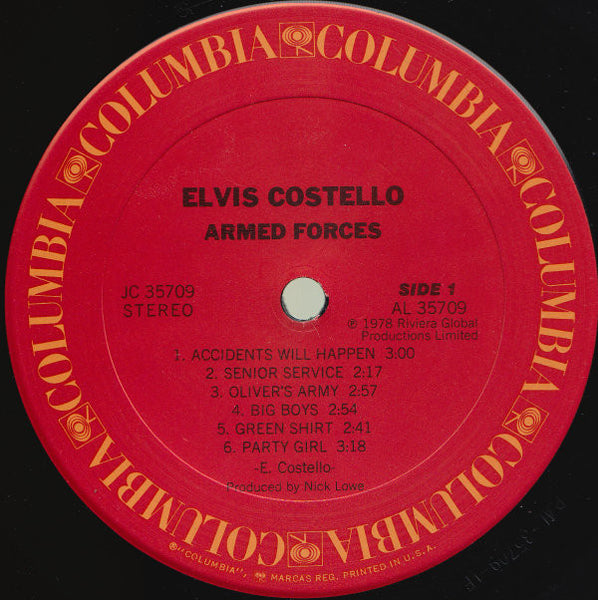 COLUMBIA COLUMBIA COLUMBIA COLUMBIA COLUMBIA COLUMBIA COLUMBIA COLUMBIA
ELVIS COSTELLO
ARMED FORCES
JC 35709
STEREO
SIDE 1
AL 35709
℗ 1978 Riviera Global
Productions Limited
1. ACCIDENTS WILL HAPPEN 3:00
2. SENIOR SERVICE 2:17
3. OLIVER'S ARMY 2:57
4. BIG BOYS 2:54
5. GREEN SHIRT 2:41
6. PARTY GIRL 3:18
-E. Costello-
Produced by Nick Lowe
"COLUMBIA", MARCAS REG. PRINTED IN U.S.A.